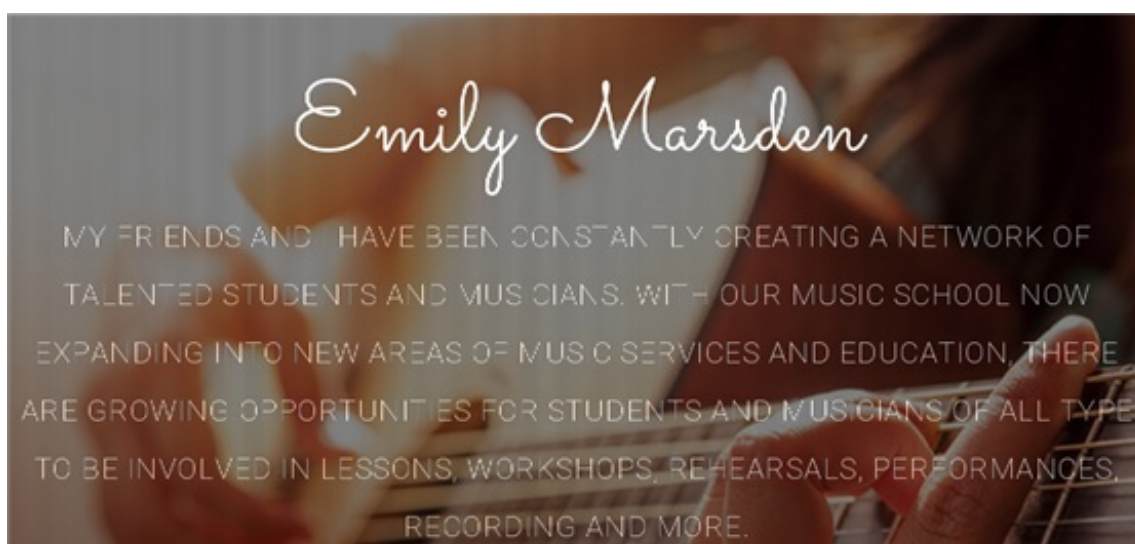 Emily Marsden
MY FRIENDS AND I HAVE BEEN CONSTANTLY CREATING A NETWORK OF
TALENTED STUDENTS AND MUSICIANS. WITH OUR MUSIC SCHOOL NOW
EXPANDING INTO NEW AREAS OF MUSIC SERVICES AND EDUCATION, THERE
ARE GROWING OPPORTUNITIES FOR STUDENTS AND MUSICIANS OF ALL TYPE
TO BE INVOLVED IN LESSONS, WORKSHOPS, REHEARSALS, PERFORMANCES,
RECORDING AND MORE.